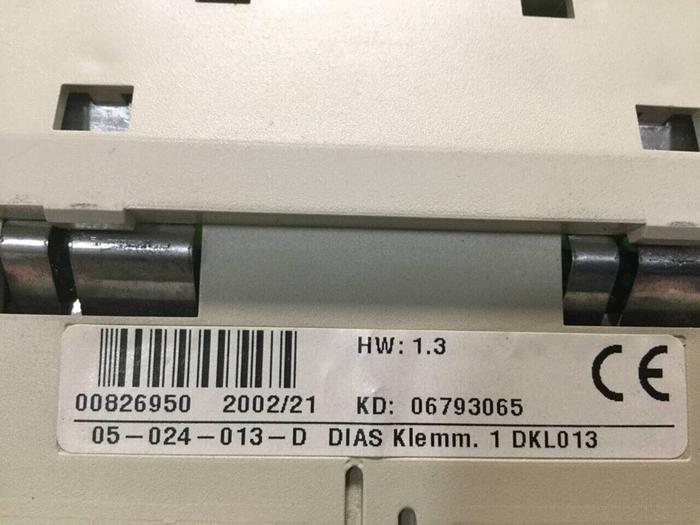 HW: 1.3
CE
00826950 2002/21 KD: 06793065
05-024-013-D DIAS Klemm. 1 DKL013